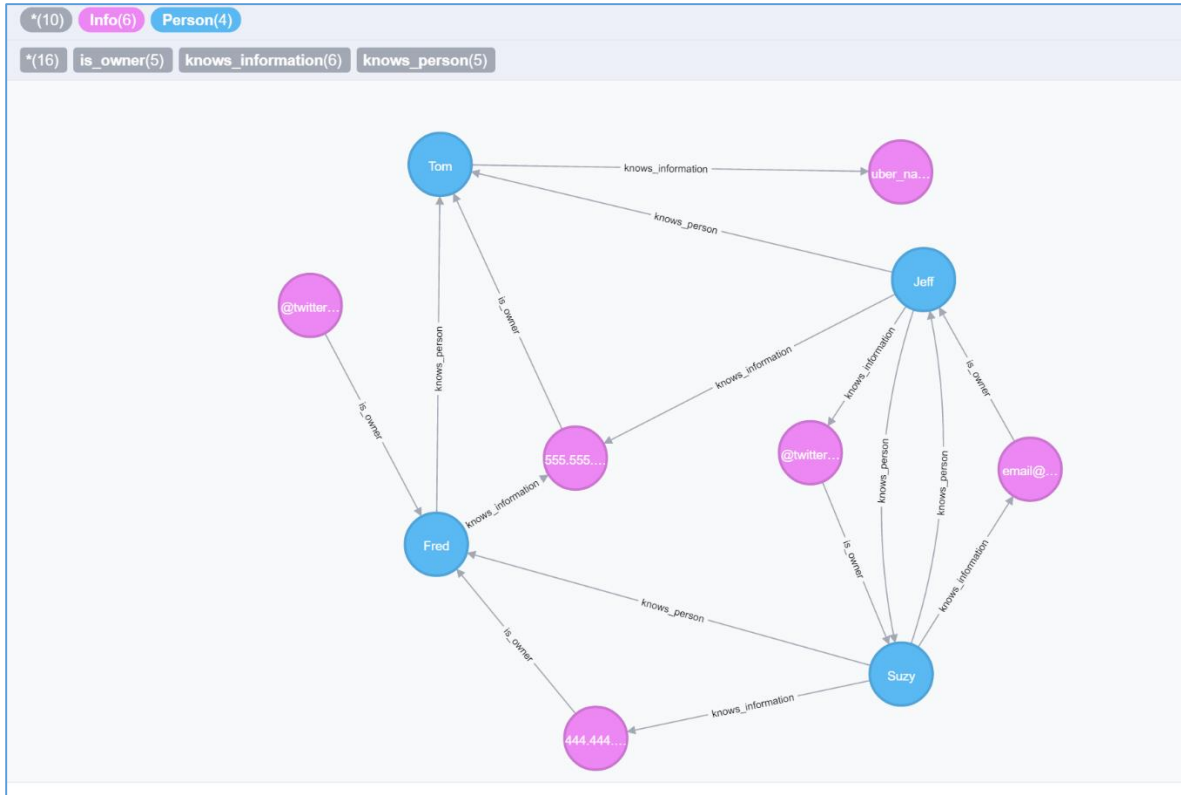 *(10) Info(6) Person(4)
*(16) is_owner(5) knows_information(6) knows_person(5)
Tom
knows_information
uber_na...
knows_person
Jeff
@twitter...
is_owner
knows_person
knows_information
knows_information
is_owner
is_owner
555.555....
@twitter...
email@...
knows_person
knows_person
knows_information
Fred
is_owner
knows_information
is_owner
knows_person
Suzy
is_owner
knows_information
444.444....